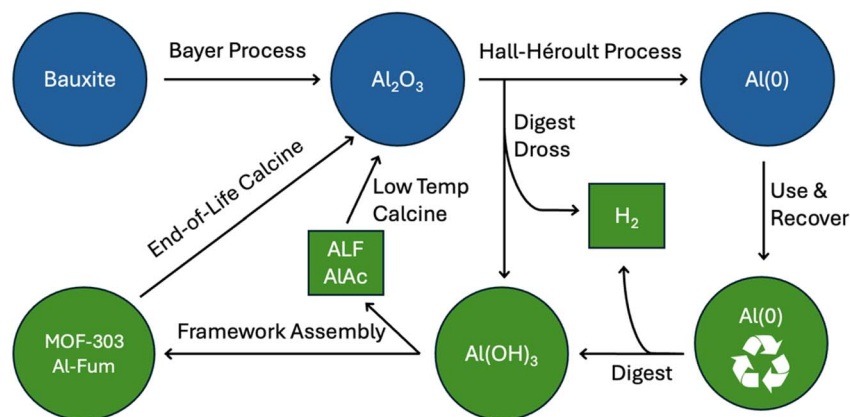 Bauxite
Bayer Process
Al₂O₃
Hall-Héroult Process
Al(0)
End-of-Life Calcine
Low Temp
Calcine
Digest
Dross
Use &
Recover
H₂
ALF
AlAc
MOF-303
Al-Fum
Framework Assembly
Al(OH)₃
Digest
Al(0)